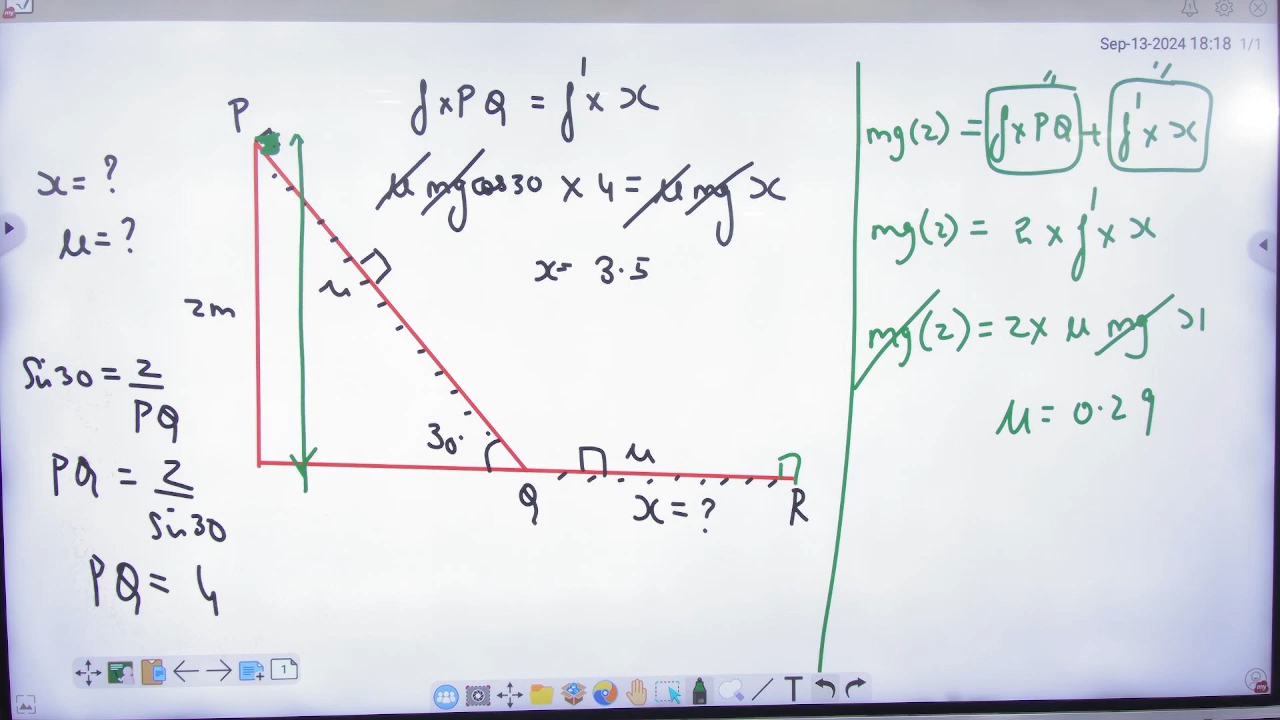 Sep-13-2024 18:18 1/1
P
x = ?
μ = ?
2m
sin30 = 2/PQ
PQ = 2/sin30
PQ = 4
μ
30°
Q
μ
x = ?
R
f × PQ = f' × x
μ mg cos30 × 4 = μ mg x
x = 3.5
mg(2) = f × PQ + f' × x
mg(2) = 2 × f' × x
mg(2) = 2 × μ mg x
μ = 0.29
1
T